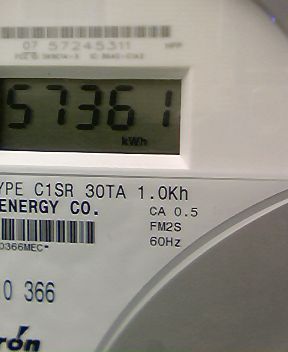 07 57245311
57361
kWh
YPE C1SR 30TA 1.0Kh
ENERGY CO.
CA 0.5
FM2S
60Hz
0366MEC*
0 366
rón